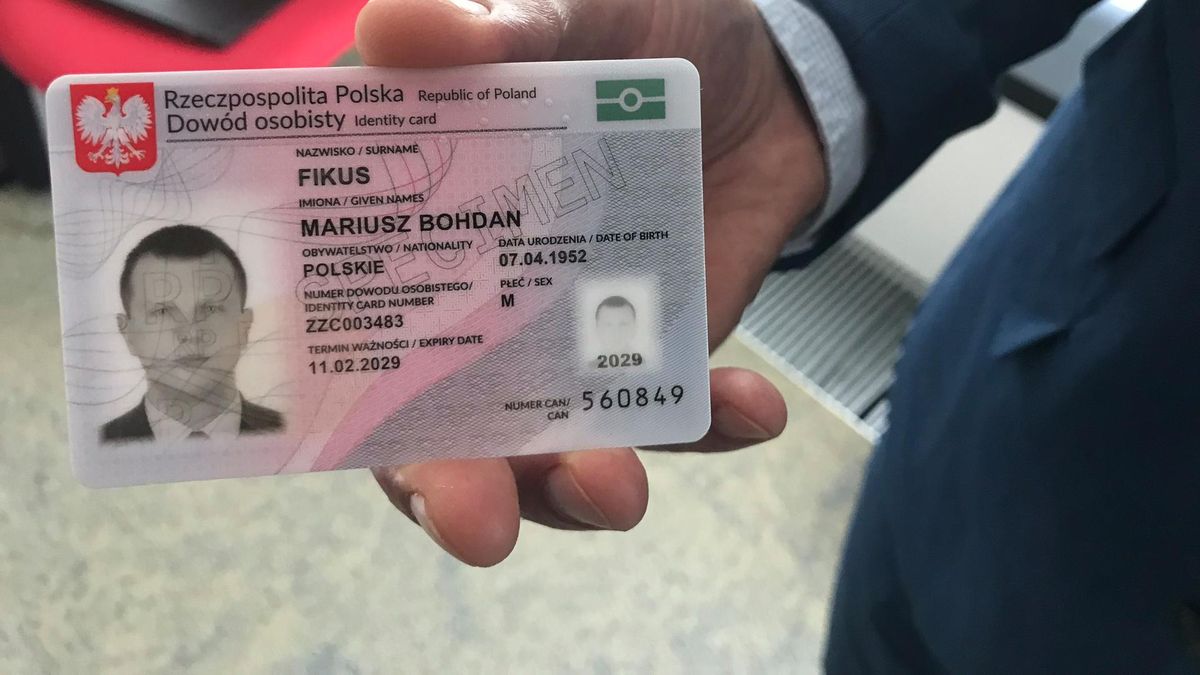 Rzeczpospolita Polska Republic of Poland
Dowód osobisty Identity card
NAZWISKO / SURNAME
FIKUS
IMIONA / GIVEN NAMES
MARIUSZ BOHDAN
OBYWATELSTWO / NATIONALITY
POLSKIE
DATA URODZENIA / DATE OF BIRTH
07.04.1952
NUMER DOWODU OSOBISTEGO/
IDENTITY CARD NUMBER
ZZC003483
PŁEĆ / SEX
M
TERMIN WAŻNOŚCI / EXPIRY DATE
11.02.2029
2029
NUMER CAN/
CAN
560849
SPECIMEN